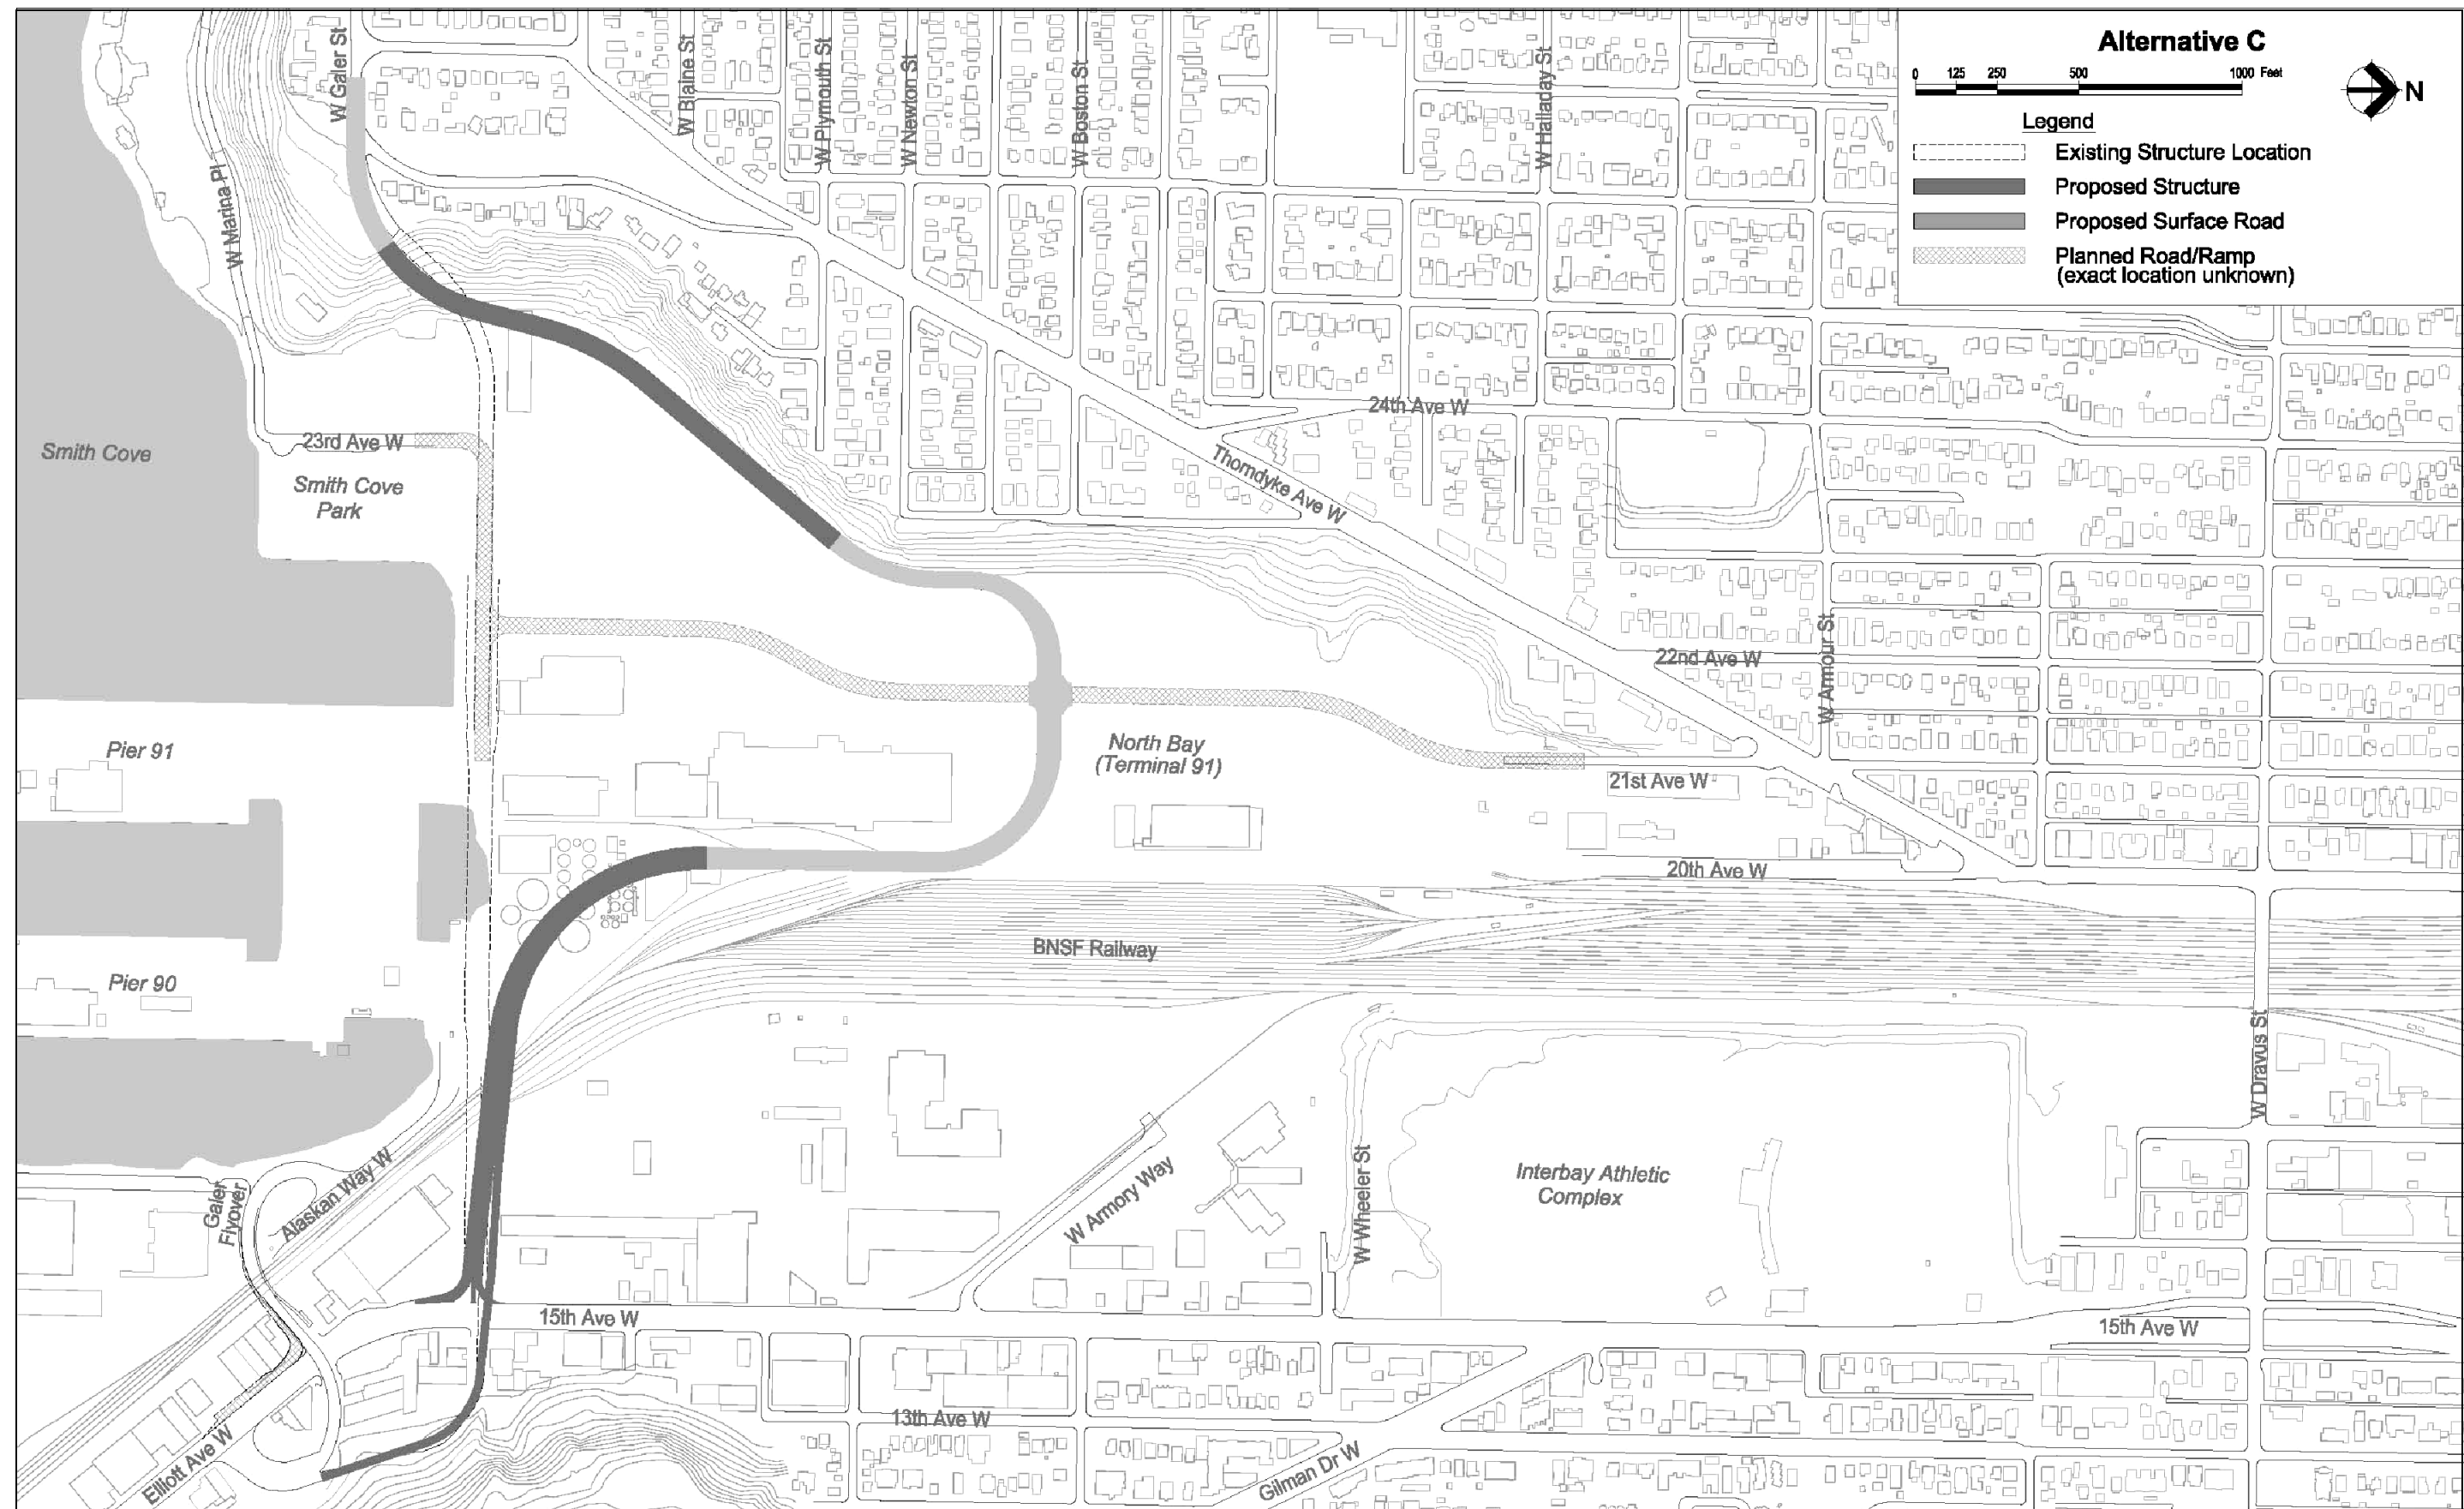 Alternative C
0 125 250 500 1000 Feet
N
Legend
Existing Structure Location
Proposed Structure
Proposed Surface Road
Planned Road/Ramp
(exact location unknown)
W Galer St
W Blaine St
W Plymouth St
W Newton St
W Boston St
W Halladay St
W Marina Pl
24th Ave W
Thorndyke Ave W
23rd Ave W
Smith Cove
Smith Cove
Park
22nd Ave W
W Armour St
Pier 91
North Bay
(Terminal 91)
21st Ave W
20th Ave W
BNSF Railway
Pier 90
W Dravus St
Galer
Flyover
Alaskan Way W
W Armory Way
W Wheeler St
Interbay Athletic
Complex
15th Ave W
15th Ave W
13th Ave W
Elliott Ave W
Gilman Dr W